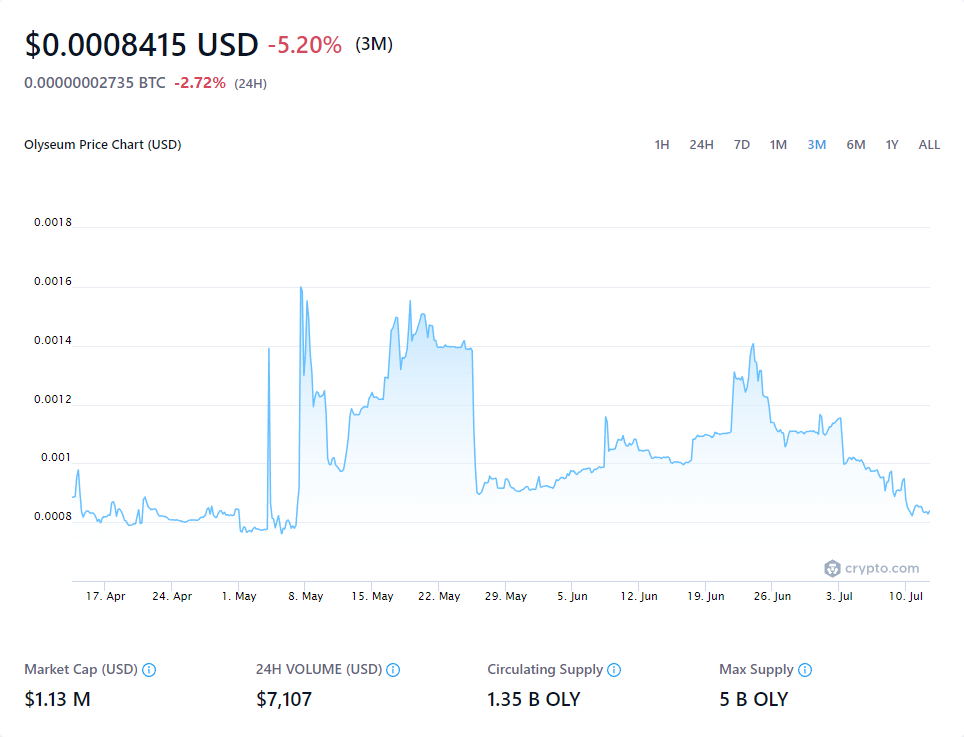 $0.0008415 USD -5.20% (3M)
0.00000002735 BTC -2.72% (24H)
Olyseum Price Chart (USD) 1H 24H 7D 1M 3M 6M 1Y ALL
0.0018
0.0016
0.0014
0.0012
0.001
0.0008
crypto.com
17. Apr 24. Apr 1. May 8. May 15. May 22. May 29. May 5. Jun 12. Jun 19. Jun 26. Jun 3. Jul 10. Jul
Market Cap (USD) 24H VOLUME (USD) Circulating Supply Max Supply
$1.13 M $7,107 1.35 B OLY 5 B OLY